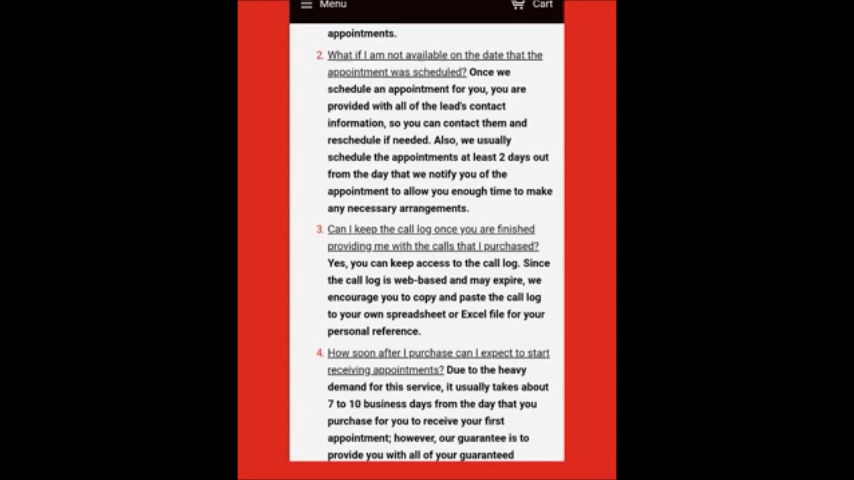 Menu Cart
appointments.
2. What if I am not available on the date that the
appointment was scheduled? Once we
schedule an appointment for you, you are
provided with all of the lead's contact
information, so you can contact them and
reschedule if needed. Also, we usually
schedule the appointments at least 2 days out
from the day that we notify you of the
appointment to allow you enough time to make
any necessary arrangements.
3. Can I keep the call log once you are finished
providing me with the calls that I purchased?
Yes, you can keep access to the call log. Since
the call log is web-based and may expire, we
encourage you to copy and paste the call log
to your own spreadsheet or Excel file for your
personal reference.
4. How soon after I purchase can I expect to start
receiving appointments? Due to the heavy
demand for this service, it usually takes about
7 to 10 business days from the day that you
purchase for you to receive your first
appointment; however, our guarantee is to
provide you with all of your guaranteed